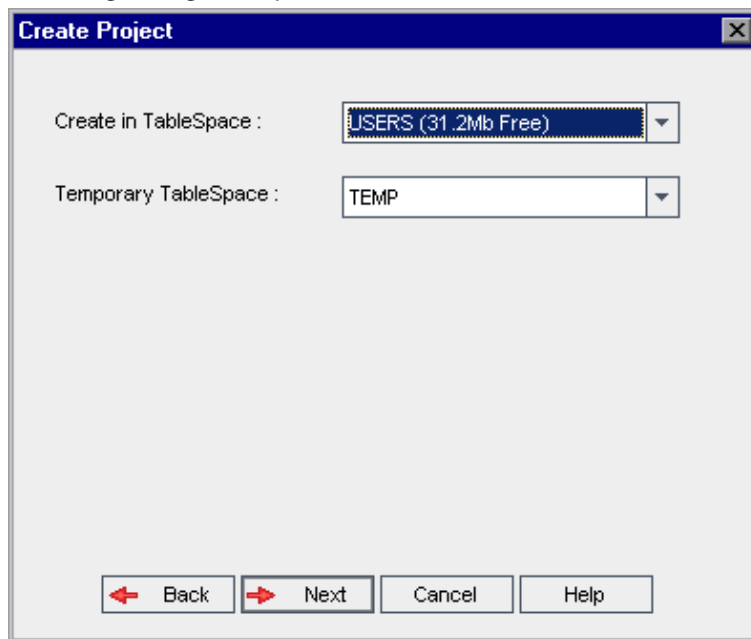 Create Project
Create in TableSpace :
USERS (31.2Mb Free)
Temporary TableSpace :
TEMP
Back
Next
Cancel
Help